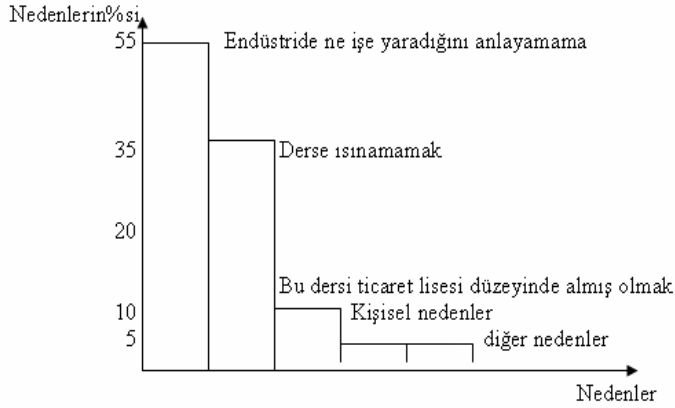 Nedenlerin%si
55
Endüstride ne işe yaradığını anlayamama
35
Derse ısınamamak
20
Bu dersi ticaret lisesi düzeyinde almış olmak
10
Kişisel nedenler
5
diğer nedenler
Nedenler